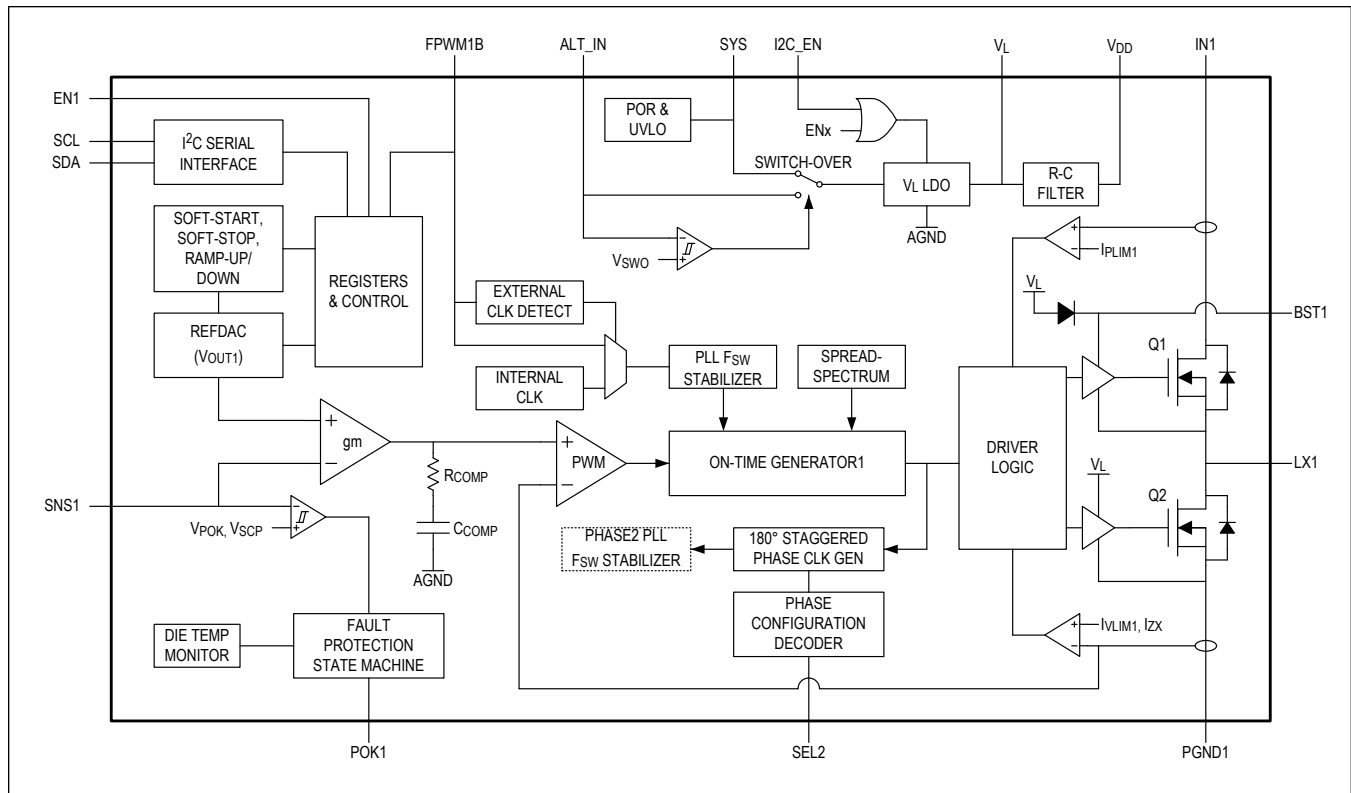 FPWM1B
ALT_IN
SYS
I2C_EN
VL
VDD
IN1
EN1
SCL
SDA
I2C SERIAL
INTERFACE
POR &
UVLO
ENx
SWITCH-OVER
VL LDO
R-C
FILTER
AGND
SOFT-START,
SOFT-STOP,
RAMP-UP/
DOWN
REGISTERS
& CONTROL
VSWO
−
+
+
−
IPLIM1
REFDAC
(VOUT1)
EXTERNAL
CLK DETECT
INTERNAL
CLK
PLL FSW
STABILIZER
SPREAD-
SPECTRUM
VL
BST1
Q1
+
−
gm
+
−
PWM
ON-TIME GENERATOR1
DRIVER
LOGIC
LX1
RCOMP
CCOMP
AGND
SNS1
−
+
VPOK, VSCP
PHASE2 PLL
FSW STABILIZER
180° STAGGERED
PHASE CLK GEN
VL
Q2
PHASE
CONFIGURATION
DECODER
+
−
IVLIM1, IZX
DIE TEMP
MONITOR
FAULT
PROTECTION
STATE MACHINE
POK1
SEL2
PGND1